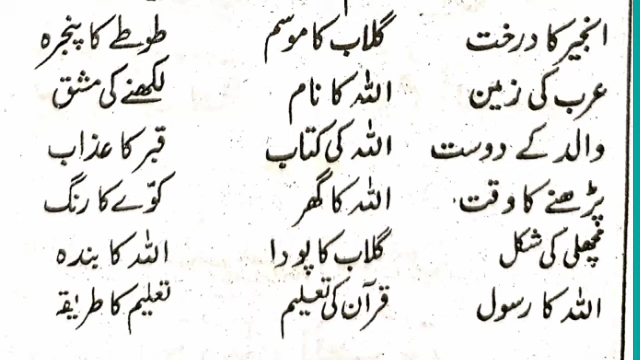 انجیر کا درخت گلاب کا موسم طوطے کا پنجرہ
عرب کی زمین اللہ کا نام لکھنے کی مشق
والد کے دوست اللہ کی کتاب قبر کا عذاب
پڑھنے کا وقت اللہ کا گھر کوّے کا رنگ
مچھلی کی شکل گلاب کا پودا اللہ کا بندہ
اللہ کا رسول قرآن کی تعلیم تعلیم کا طریقہ